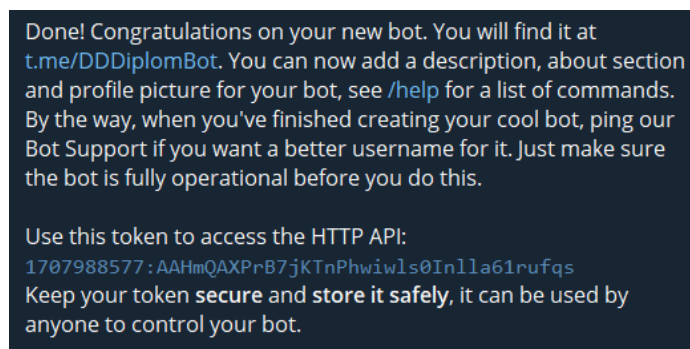 Done! Congratulations on your new bot. You will find it at
t.me/DDDiplomBot. You can now add a description, about section
and profile picture for your bot, see /help for a list of commands.
By the way, when you've finished creating your cool bot, ping our
Bot Support if you want a better username for it. Just make sure
the bot is fully operational before you do this.

Use this token to access the HTTP API:
1707988577:AAHmQAXPrB7jKTnPhwiwls0Inlla61rufqs
Keep your token secure and store it safely, it can be used by
anyone to control your bot.